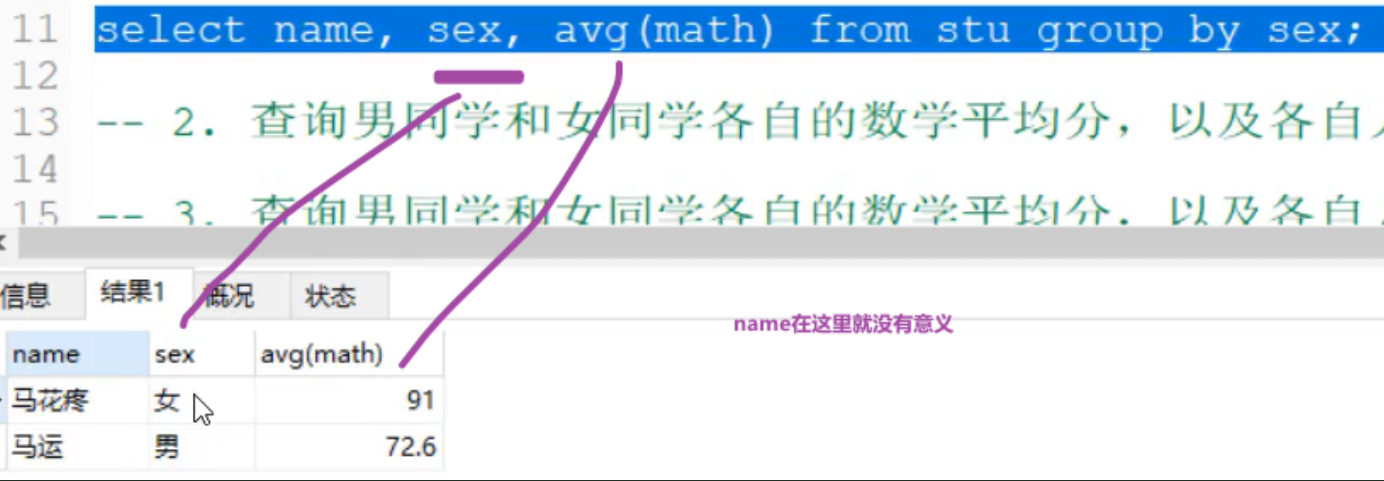 11 select name, sex, avg(math) from stu group by sex;
12
13 -- 2. 查询男同学和女同学各自的数学平均分，以及各自
14
15 -- 3. 查询男同学和女同学各自的数学平均分，以及各自
信息 结果1 概况 状态
name在这里就没有意义
name sex avg(math)
马花疼 女 91
马运 男 72.6